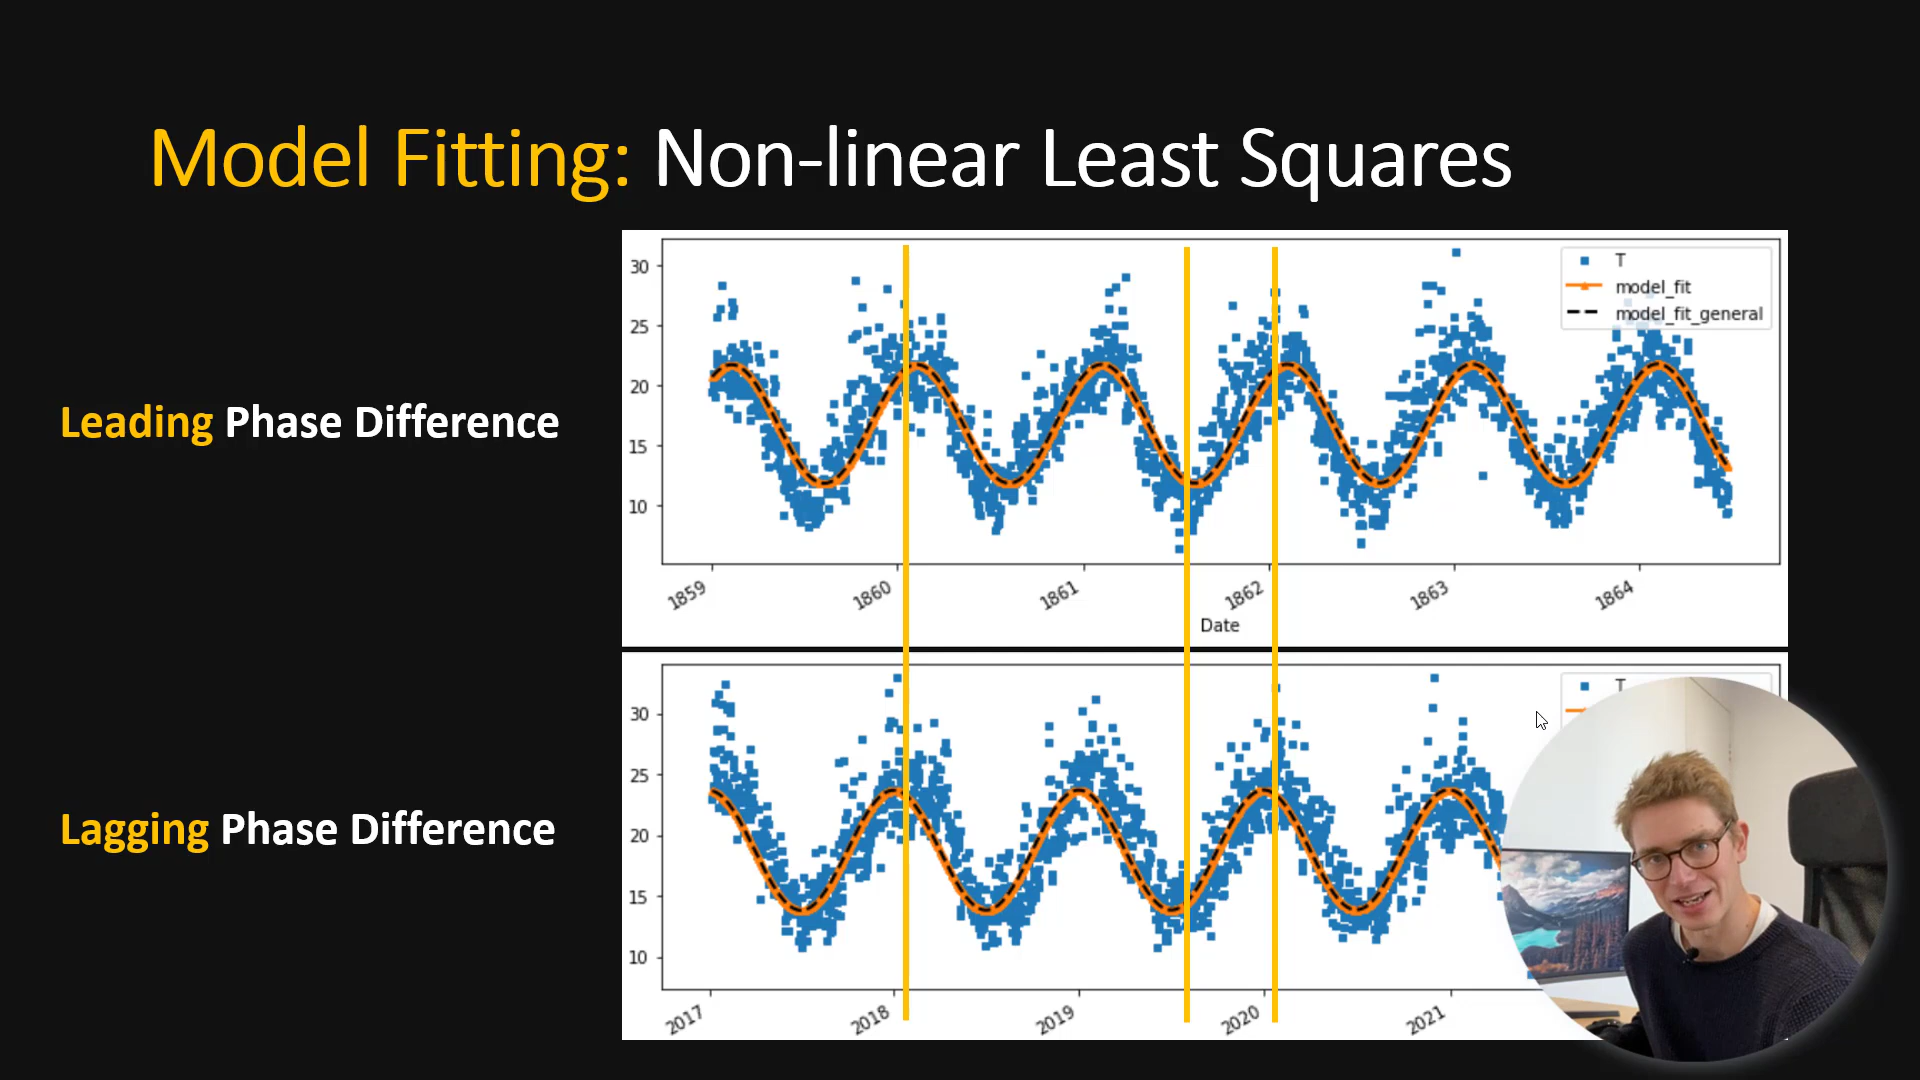 Model Fitting: Non-linear Least Squares
Leading Phase Difference
30
25
20
15
10
T
model_fit
model_fit_general
1859
1860
1861
1862
1863
1864
Date
Lagging Phase Difference
30
25
20
15
10
T
2017
2018
2019
2020
2021